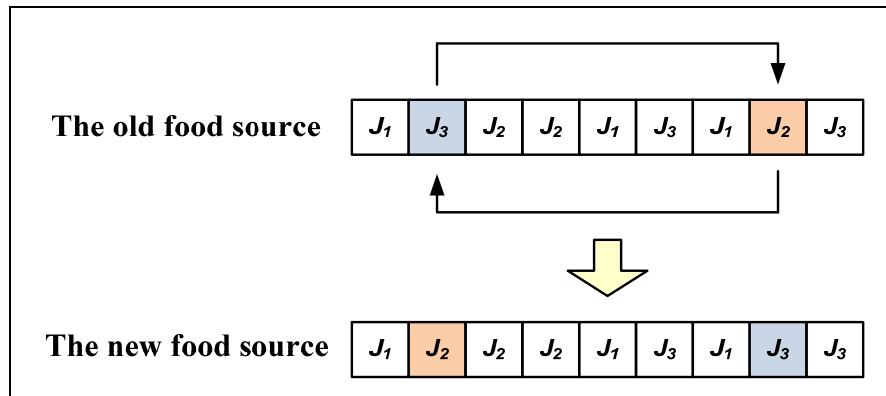 The old food source J₁ J₃ J₂ J₂ J₁ J₃ J₁ J₂ J₃
The new food source J₁ J₂ J₂ J₂ J₁ J₃ J₁ J₃ J₃